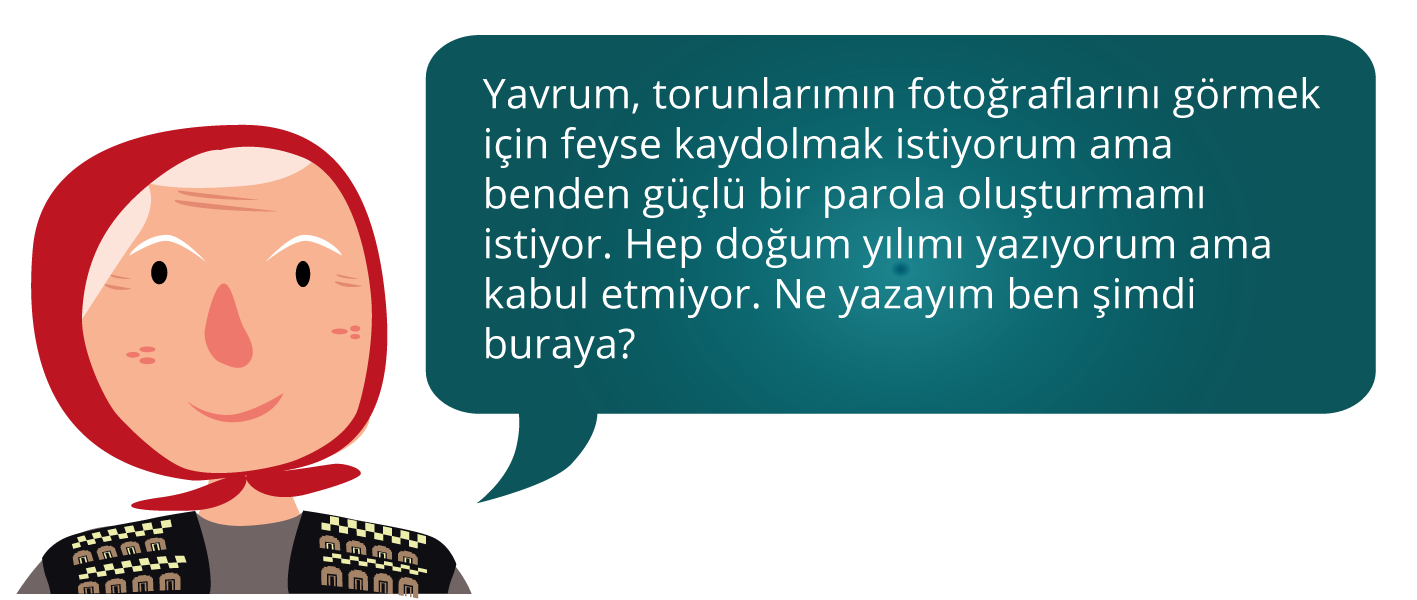 Yavrum, torunlarımın fotoğraflarını görmek
için feyse kaydolmak istiyorum ama
benden güçlü bir parola oluşturmamı
istiyor. Hep doğum yılımı yazıyorum ama
kabul etmiyor. Ne yazayım ben şimdi
buraya?